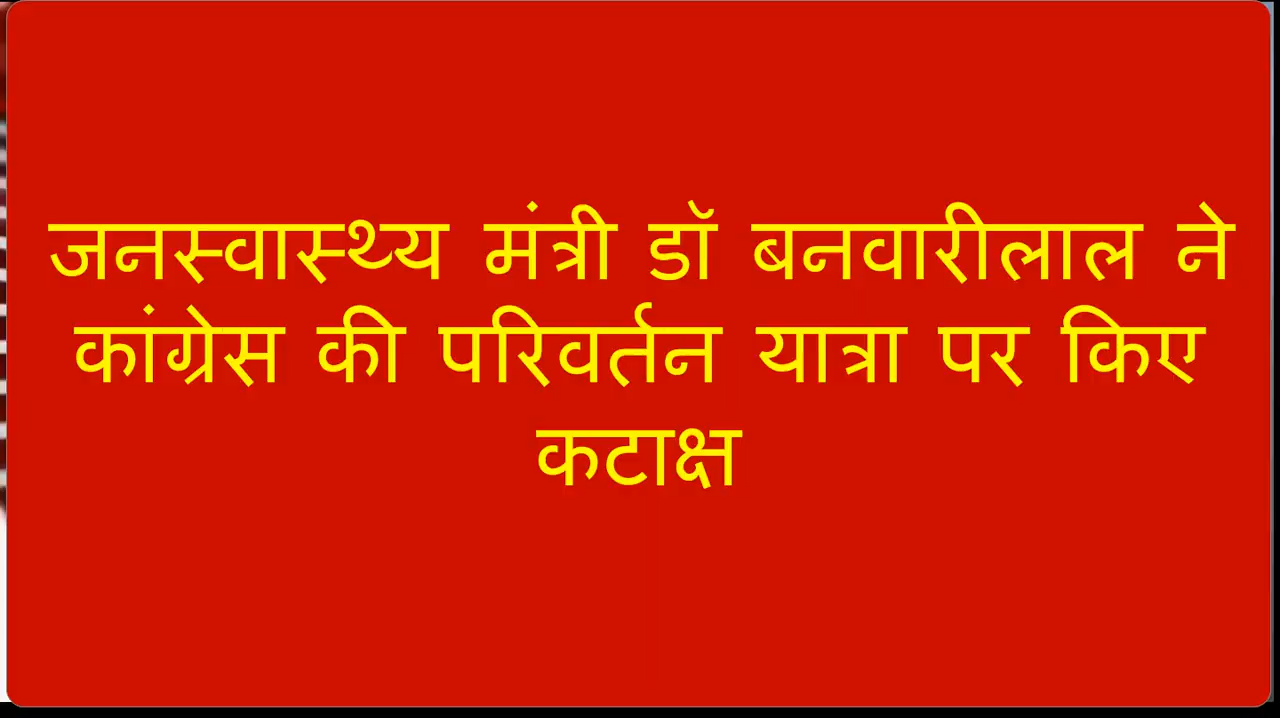 जनस्वास्थ्य मंत्री डॉ बनवारीलाल ने
कांग्रेस की परिवर्तन यात्रा पर किए
कटाक्ष